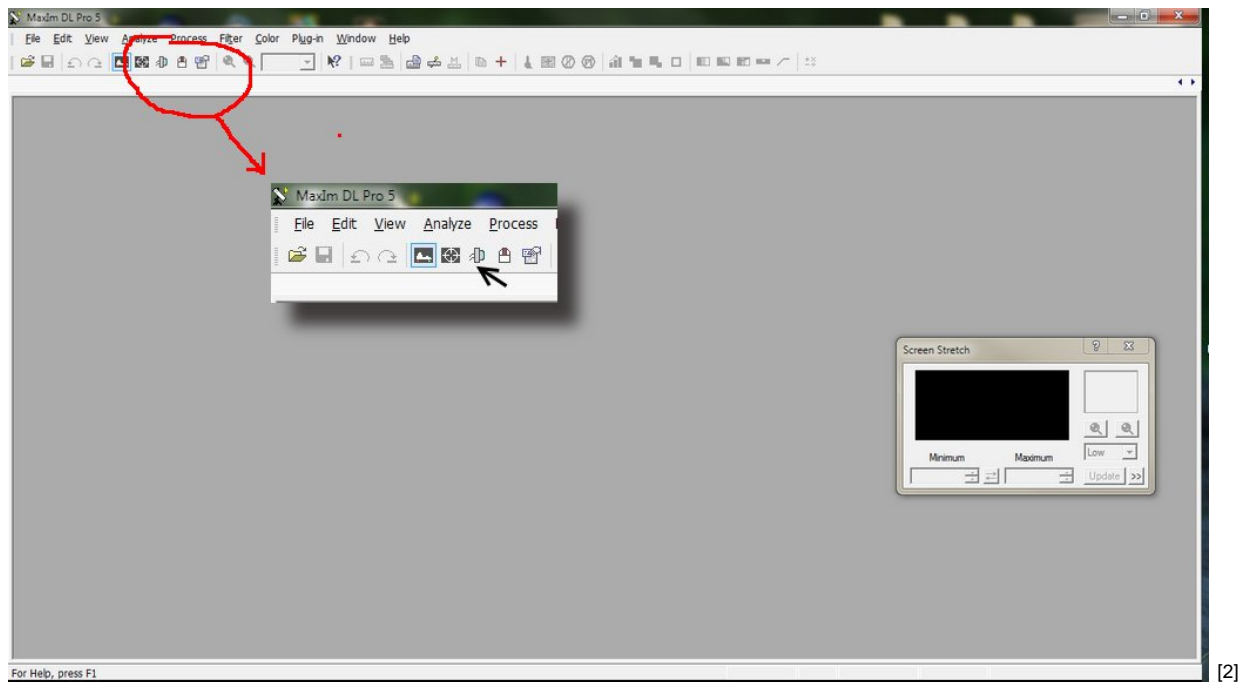 MaxIm DL Pro 5
File Edit View Analyze Process Filter Color Plug-in Window Help
MaxIm DL Pro 5
File Edit View Analyze Process
Screen Stretch
Minimum Maximum Low
Update >>
For Help, press F1
[2]